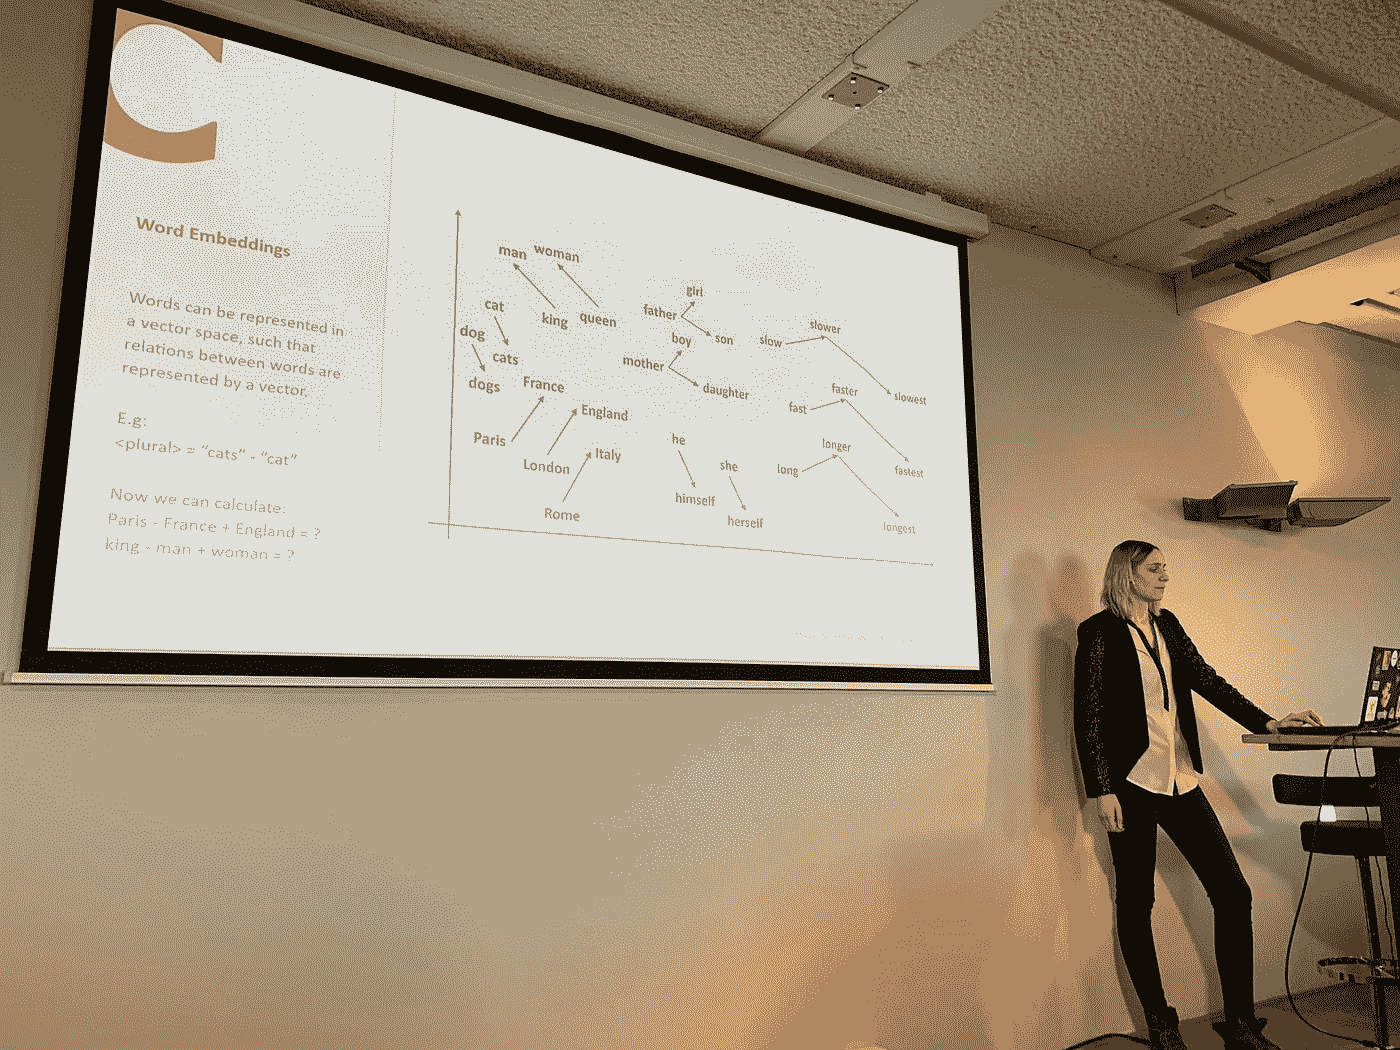 C
Word Embeddings
Words can be represented in
a vector space, such that
relations between words are
represented by a vector.
E.g:
<plural> = "cats" - "cat"
Now we can calculate:
Paris - France + England = ?
king - man + woman = ?
man
woman
king
queen
cat
dog
cats
dogs
France
England
Paris
London
Italy
Rome
girl
father
boy
son
mother
daughter
he
she
himself
herself
slow
slower
slowest
fast
faster
fastest
long
longer
longest